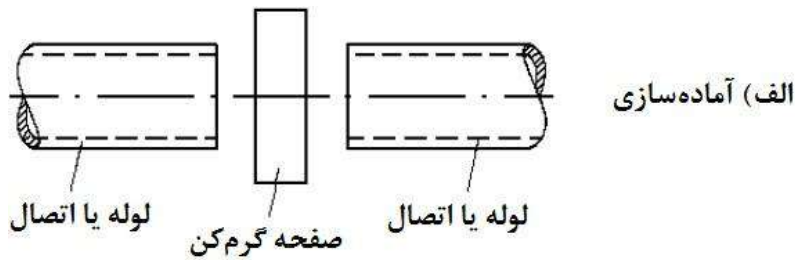 الف) آماده‌سازی
لوله یا اتصال
لوله یا اتصال
صفحه گرم‌کن